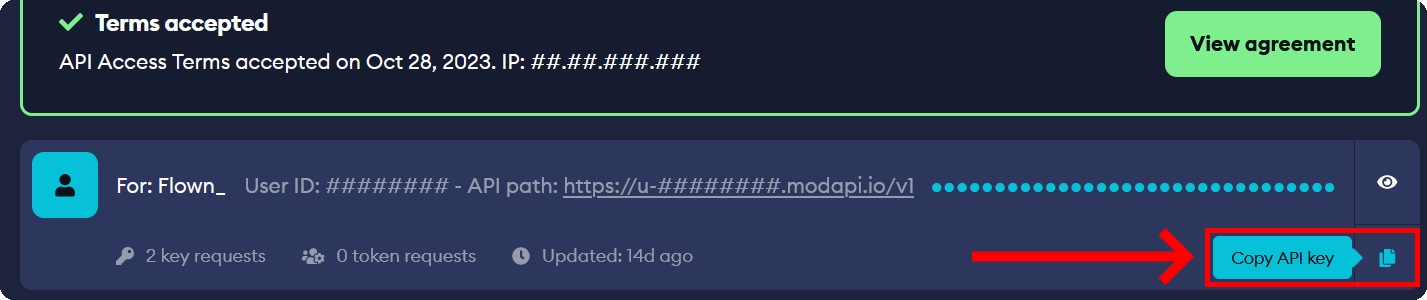 Terms accepted
API Access Terms accepted on Oct 28, 2023. IP: ##.##.###.###
View agreement
For: Flown_ User ID: ######## - API path: https://u-########.modapi.io/v1
2 key requests 0 token requests Updated: 14d ago
Copy API key